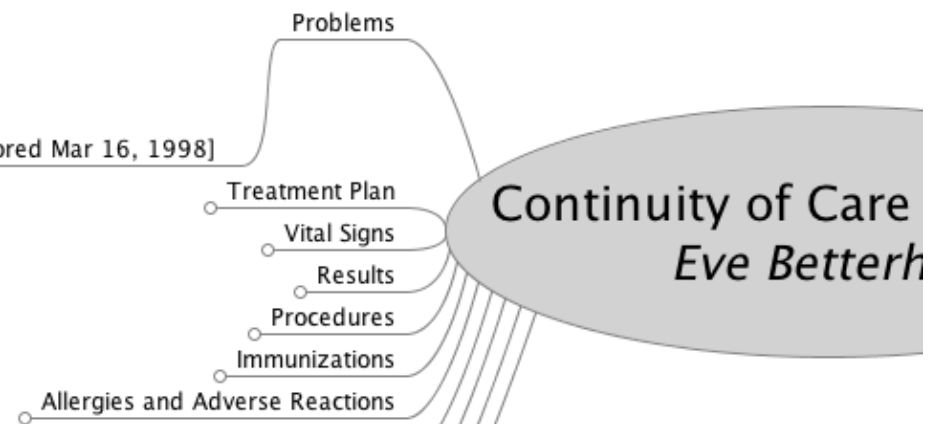 Problems
Mar 16, 1998]
Treatment Plan
Vital Signs
Results
Procedures
Immunizations
Allergies and Adverse Reactions
Continuity of Care
Eve